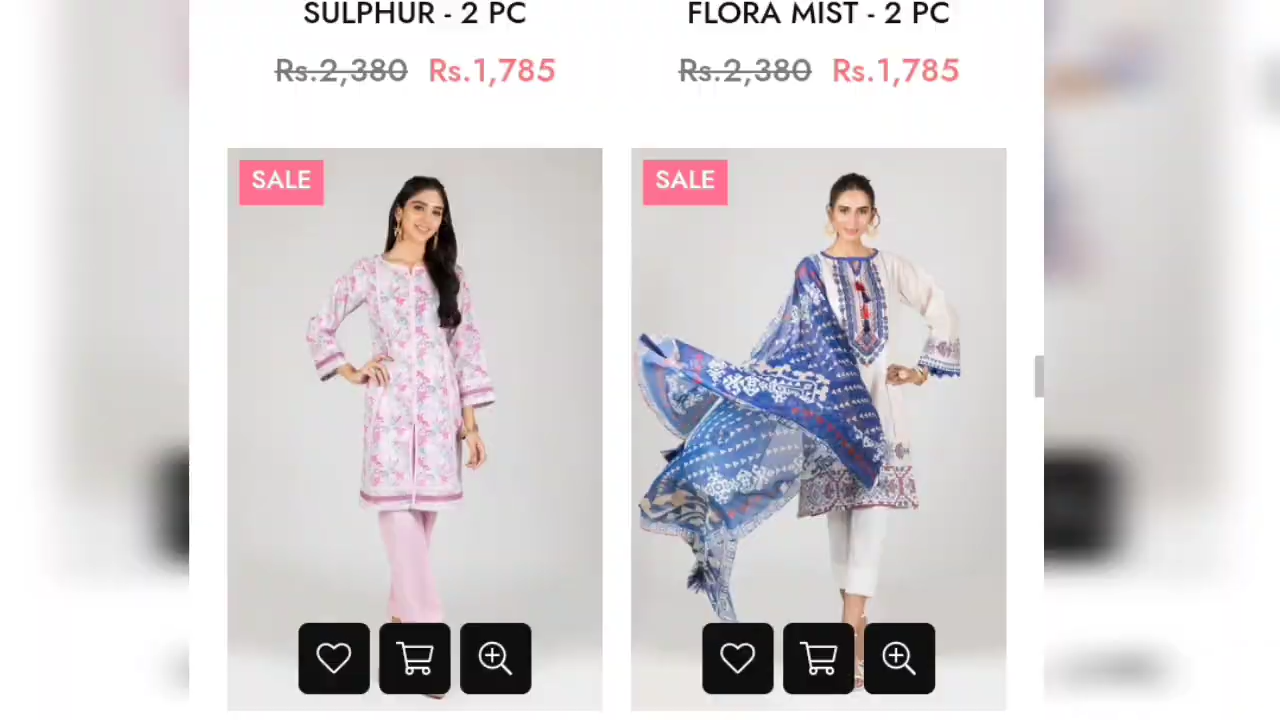 SULPHUR - 2 PC
FLORA MIST - 2 PC
Rs.2,380 Rs.1,785
Rs.2,380 Rs.1,785
SALE
SALE